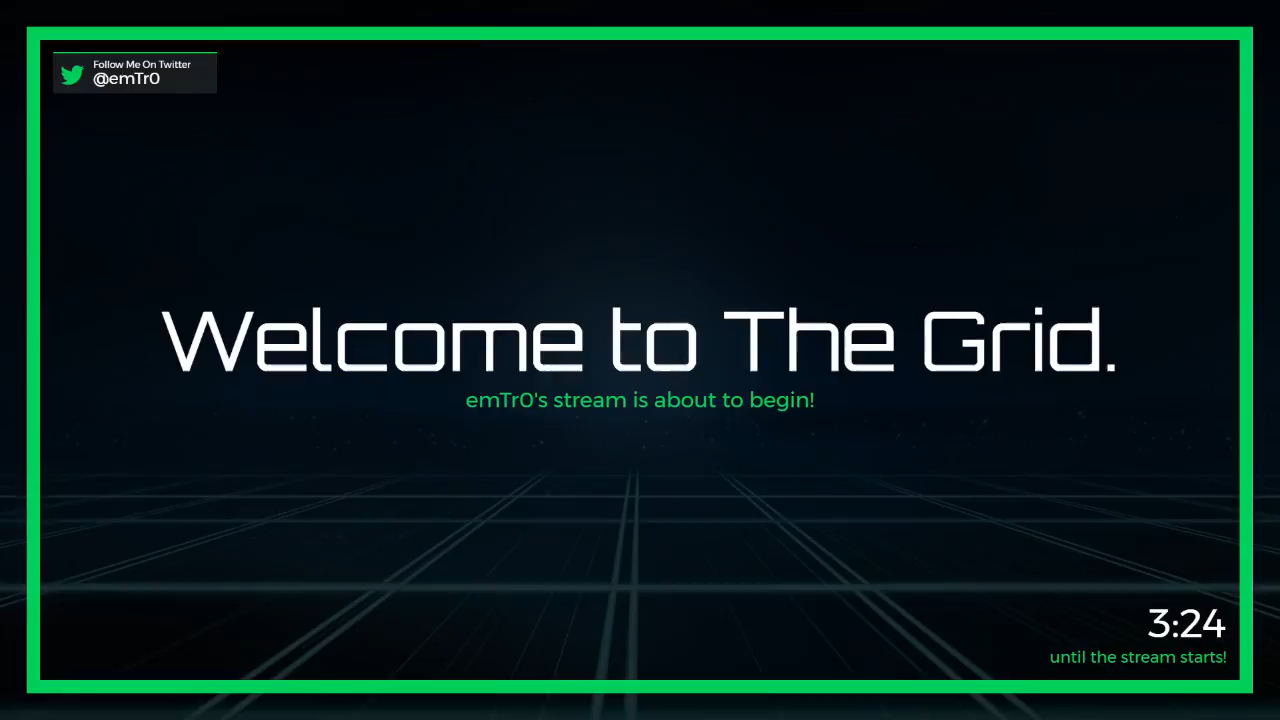 Follow Me On Twitter
@emTr0
Welcome to The Grid.
emTr0's stream is about to begin!
3:24
until the stream starts!